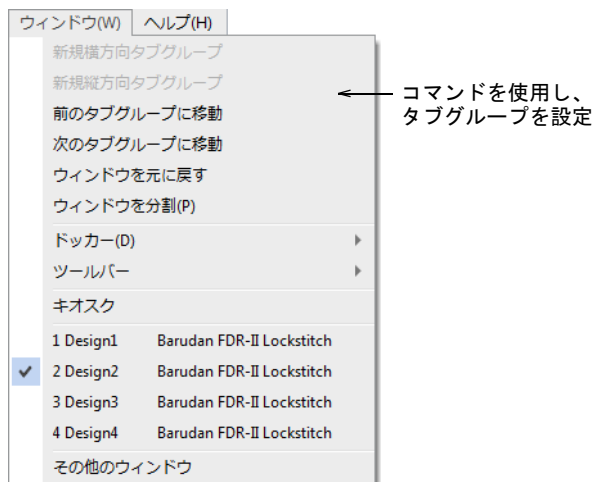 ウィンドウ(W) ヘルプ(H)
新規横方向タブグループ
新規縦方向タブグループ
前のタブグループに移動
次のタブグループに移動
ウィンドウを元に戻す
ウィンドウを分割(P)
ドッカー(D)
ツールバー
キオスク
1 Design1 Barudan FDR-II Lockstitch
2 Design2 Barudan FDR-II Lockstitch
3 Design3 Barudan FDR-II Lockstitch
4 Design4 Barudan FDR-II Lockstitch
その他のウィンドウ
コマンドを使用し、
タブグループを設定